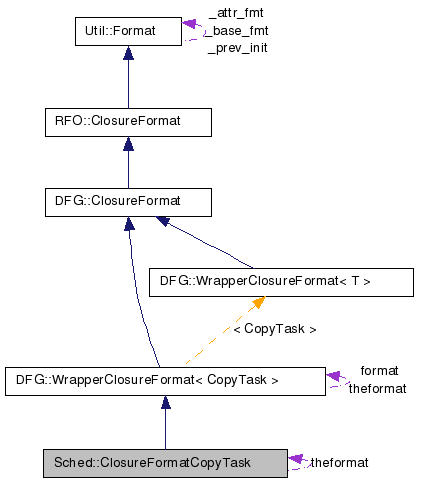 _attr_fmt
Util::Format
_base_fmt
_prev_init
RFO::ClosureFormat
DFG::ClosureFormat
DFG::WrapperClosureFormat< T >
< CopyTask >
format
DFG::WrapperClosureFormat< CopyTask >
theformat
Sched::ClosureFormatCopyTask
theformat